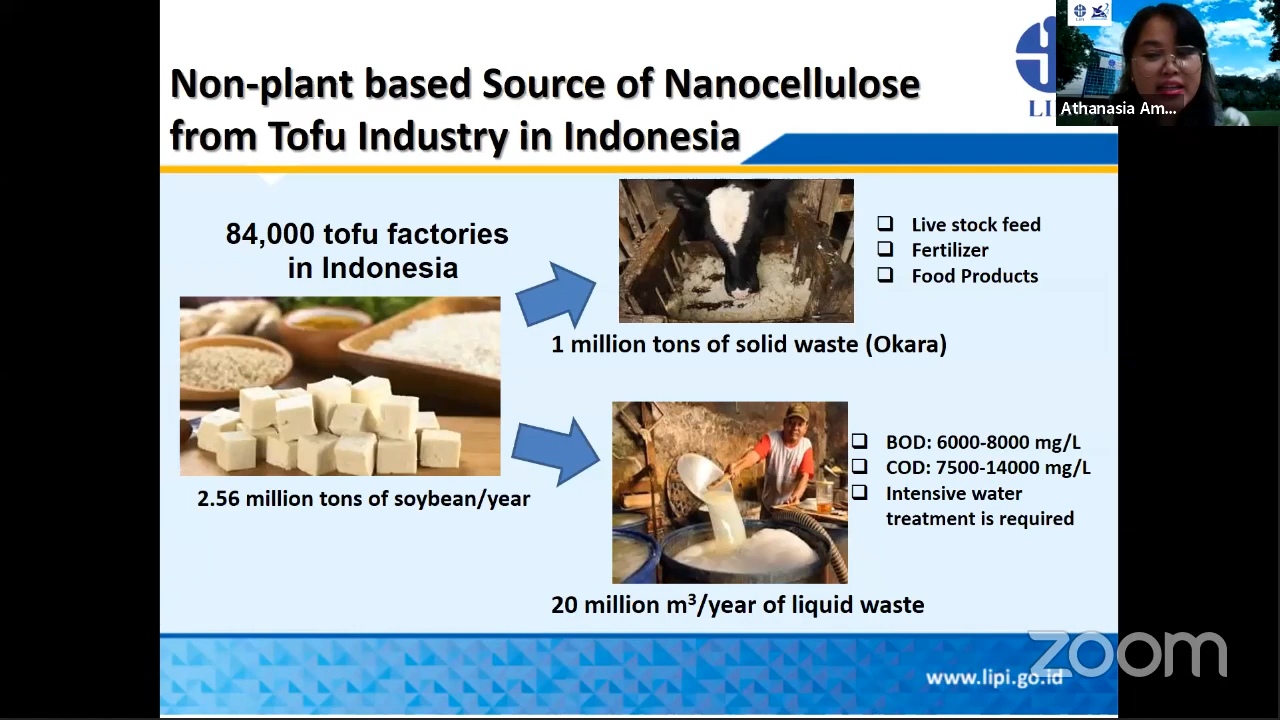 Non-plant based Source of Nanocellulose
from Tofu Industry in Indonesia
LIPI
Athanasia Am...
84,000 tofu factories
in Indonesia
Live stock feed
Fertilizer
Food Products
1 million tons of solid waste (Okara)
2.56 million tons of soybean/year
BOD: 6000-8000 mg/L
COD: 7500-14000 mg/L
Intensive water
treatment is required
20 million m³/year of liquid waste
zoom
www.lipi.go.id